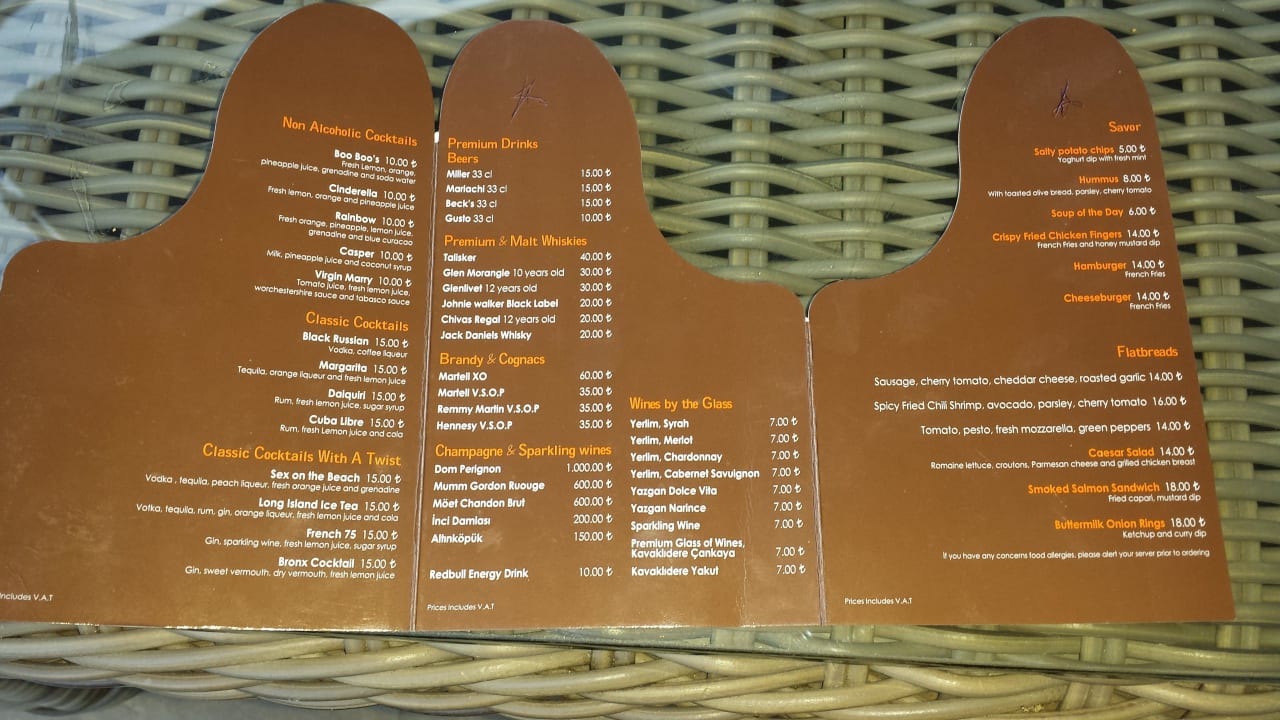 Non Alcoholic Cocktails
Boo Boo's 10.00 ₺
Fresh Lemon, orange,
pineapple juice, grenadine and soda water
Cinderella 10.00 ₺
Fresh lemon, orange and pineapple juice
Rainbow 10.00 ₺
Fresh orange, pineapple, lemon juice,
grenadine and blue curacao
Casper 10.00 ₺
Milk, pineapple juice and coconut syrup
Virgin Marry 10.00 ₺
Tomato juice, fresh lemon juice,
worchestershire sauce and tabasco sauce
Classic Cocktails
Black Russian 15.00 ₺
Vodka, coffee liqueur
Margarita 15.00 ₺
Tequila, orange liqueur and fresh lemon juice
Daiquiri 15.00 ₺
Rum, fresh lemon juice, sugar syrup
Cuba Libre 15.00 ₺
Rum, fresh Lemon juice and cola
Classic Cocktails With A Twist
Sex on the Beach 15.00 ₺
Vodka , tequila, peach liqueur, fresh orange juice and grenadine
Long Island Ice Tea 15.00 ₺
Votka, tequila, rum, gin, orange liqueur, fresh lemon juice and cola
French 75 15.00 ₺
Gin, sparkling wine, fresh lemon juice, sugar syrup
Bronx Cocktail 15.00 ₺
Gin, sweet vermouth, dry vermouth, fresh lemon juice
Prices Includes V.A.T
Premium Drinks
Beers
Miller 33 cl 15.00 ₺
Mariachi 33 cl 15.00 ₺
Beck's 33 cl 15.00 ₺
Gusto 33 cl 10.00 ₺
Premium & Malt Whiskies
Talisker 40.00 ₺
Glen Morangie 10 years old 30.00 ₺
Glenlivet 12 years old 30.00 ₺
Johnie walker Black Label 20.00 ₺
Chivas Regal 12 years old 20.00 ₺
Jack Daniels Whisky 20.00 ₺
Brandy & Cognacs
Martell XO 60.00 ₺
Martell V.S.O.P 35.00 ₺
Remmy Martin V.S.O.P 35.00 ₺
Hennesy V.S.O.P 35.00 ₺
Champagne & Sparkling wines
Dom Perignon 1.000.00 ₺
Mumm Gordon Ruouge 600.00 ₺
Möet Chandon Brut 600.00 ₺
İnci Damlası 200.00 ₺
Altınköpük 150.00 ₺
Redbull Energy Drink 10.00 ₺
Prices Includes V.A.T
Wines by the Glass
Yerlim, Syrah 7.00 ₺
Yerlim, Merlot 7.00 ₺
Yerlim, Chardonnay 7.00 ₺
Yerlim, Cabernet Savuignon 7.00 ₺
Yazgan Dolce Vita 7.00 ₺
Yazgan Narince 7.00 ₺
Sparkling Wine 7.00 ₺
Premium Glass of Wines,
Kavaklıdere Çankaya 7.00 ₺
Kavaklıdere Yakut 7.00 ₺
Savor
Salty potato chips 5.00 ₺
Yoghurt dip with fresh mint
Hummus 8.00 ₺
With toasted olive bread, parsley, cherry tomato
Soup of the Day 6.00 ₺
Crispy Fried Chicken Fingers 14.00 ₺
French Fries and honey mustard dip
Hamburger 14.00 ₺
French Fries
Cheeseburger 14.00 ₺
French Fries
Flatbreads
Sausage, cherry tomato, cheddar cheese, roasted garlic 14.00 ₺
Spicy Fried Chili Shrimp, avocado, parsley, cherry tomato 16.00 ₺
Tomato, pesto, fresh mozzarella, green peppers 14.00 ₺
Caesar Salad 14.00 ₺
Romaine lettuce, croutons, Parmesan cheese and grilled chicken breast
Smoked Salmon Sandwich 18.00 ₺
Fried capari, mustard dip
Buttermilk Onion Rings 18.00 ₺
Ketchup and curry dip
If you have any concerns food allergies, please alert your server prior to ordering
Prices Includes V.A.T